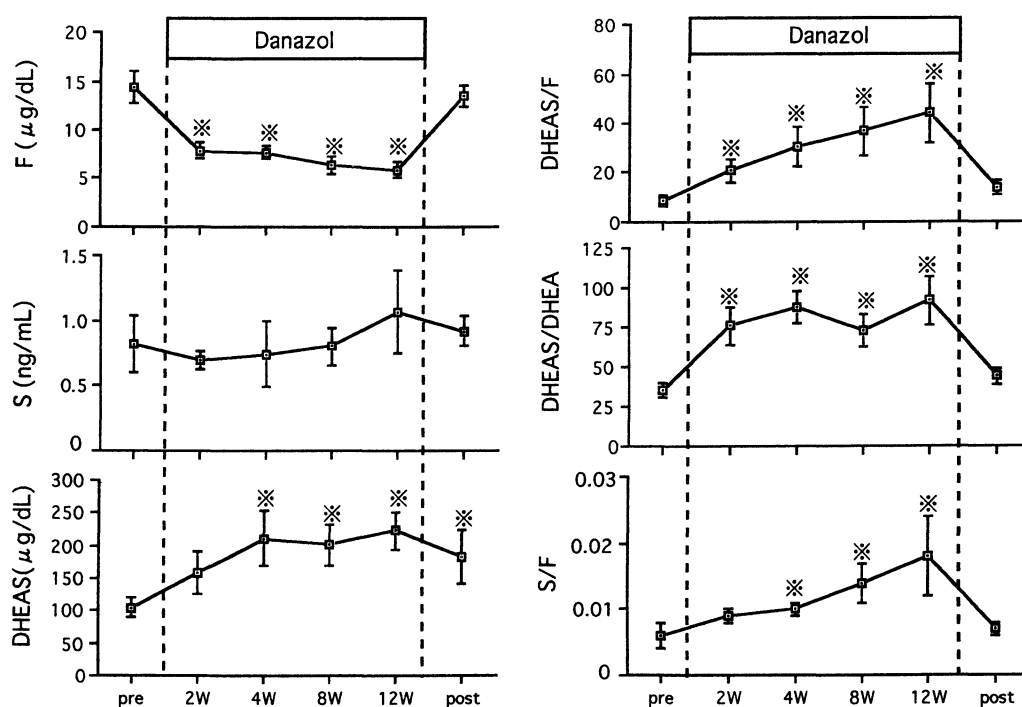 Danazol
F (μg/dL)
20
15
10
5
0
※ ※ ※ ※
S (ng/mL)
1.5
1.0
0.5
0
DHEAS(μg/dL)
300
250
200
150
100
50
0
※ ※ ※ ※
pre 2W 4W 8W 12W post
Danazol
DHEAS/F
80
60
40
20
0
※ ※ ※ ※
DHEAS/DHEA
125
100
75
50
25
0
※ ※ ※ ※
S/F
0.03
0.02
0.01
0
※ ※ ※
pre 2W 4W 8W 12W post